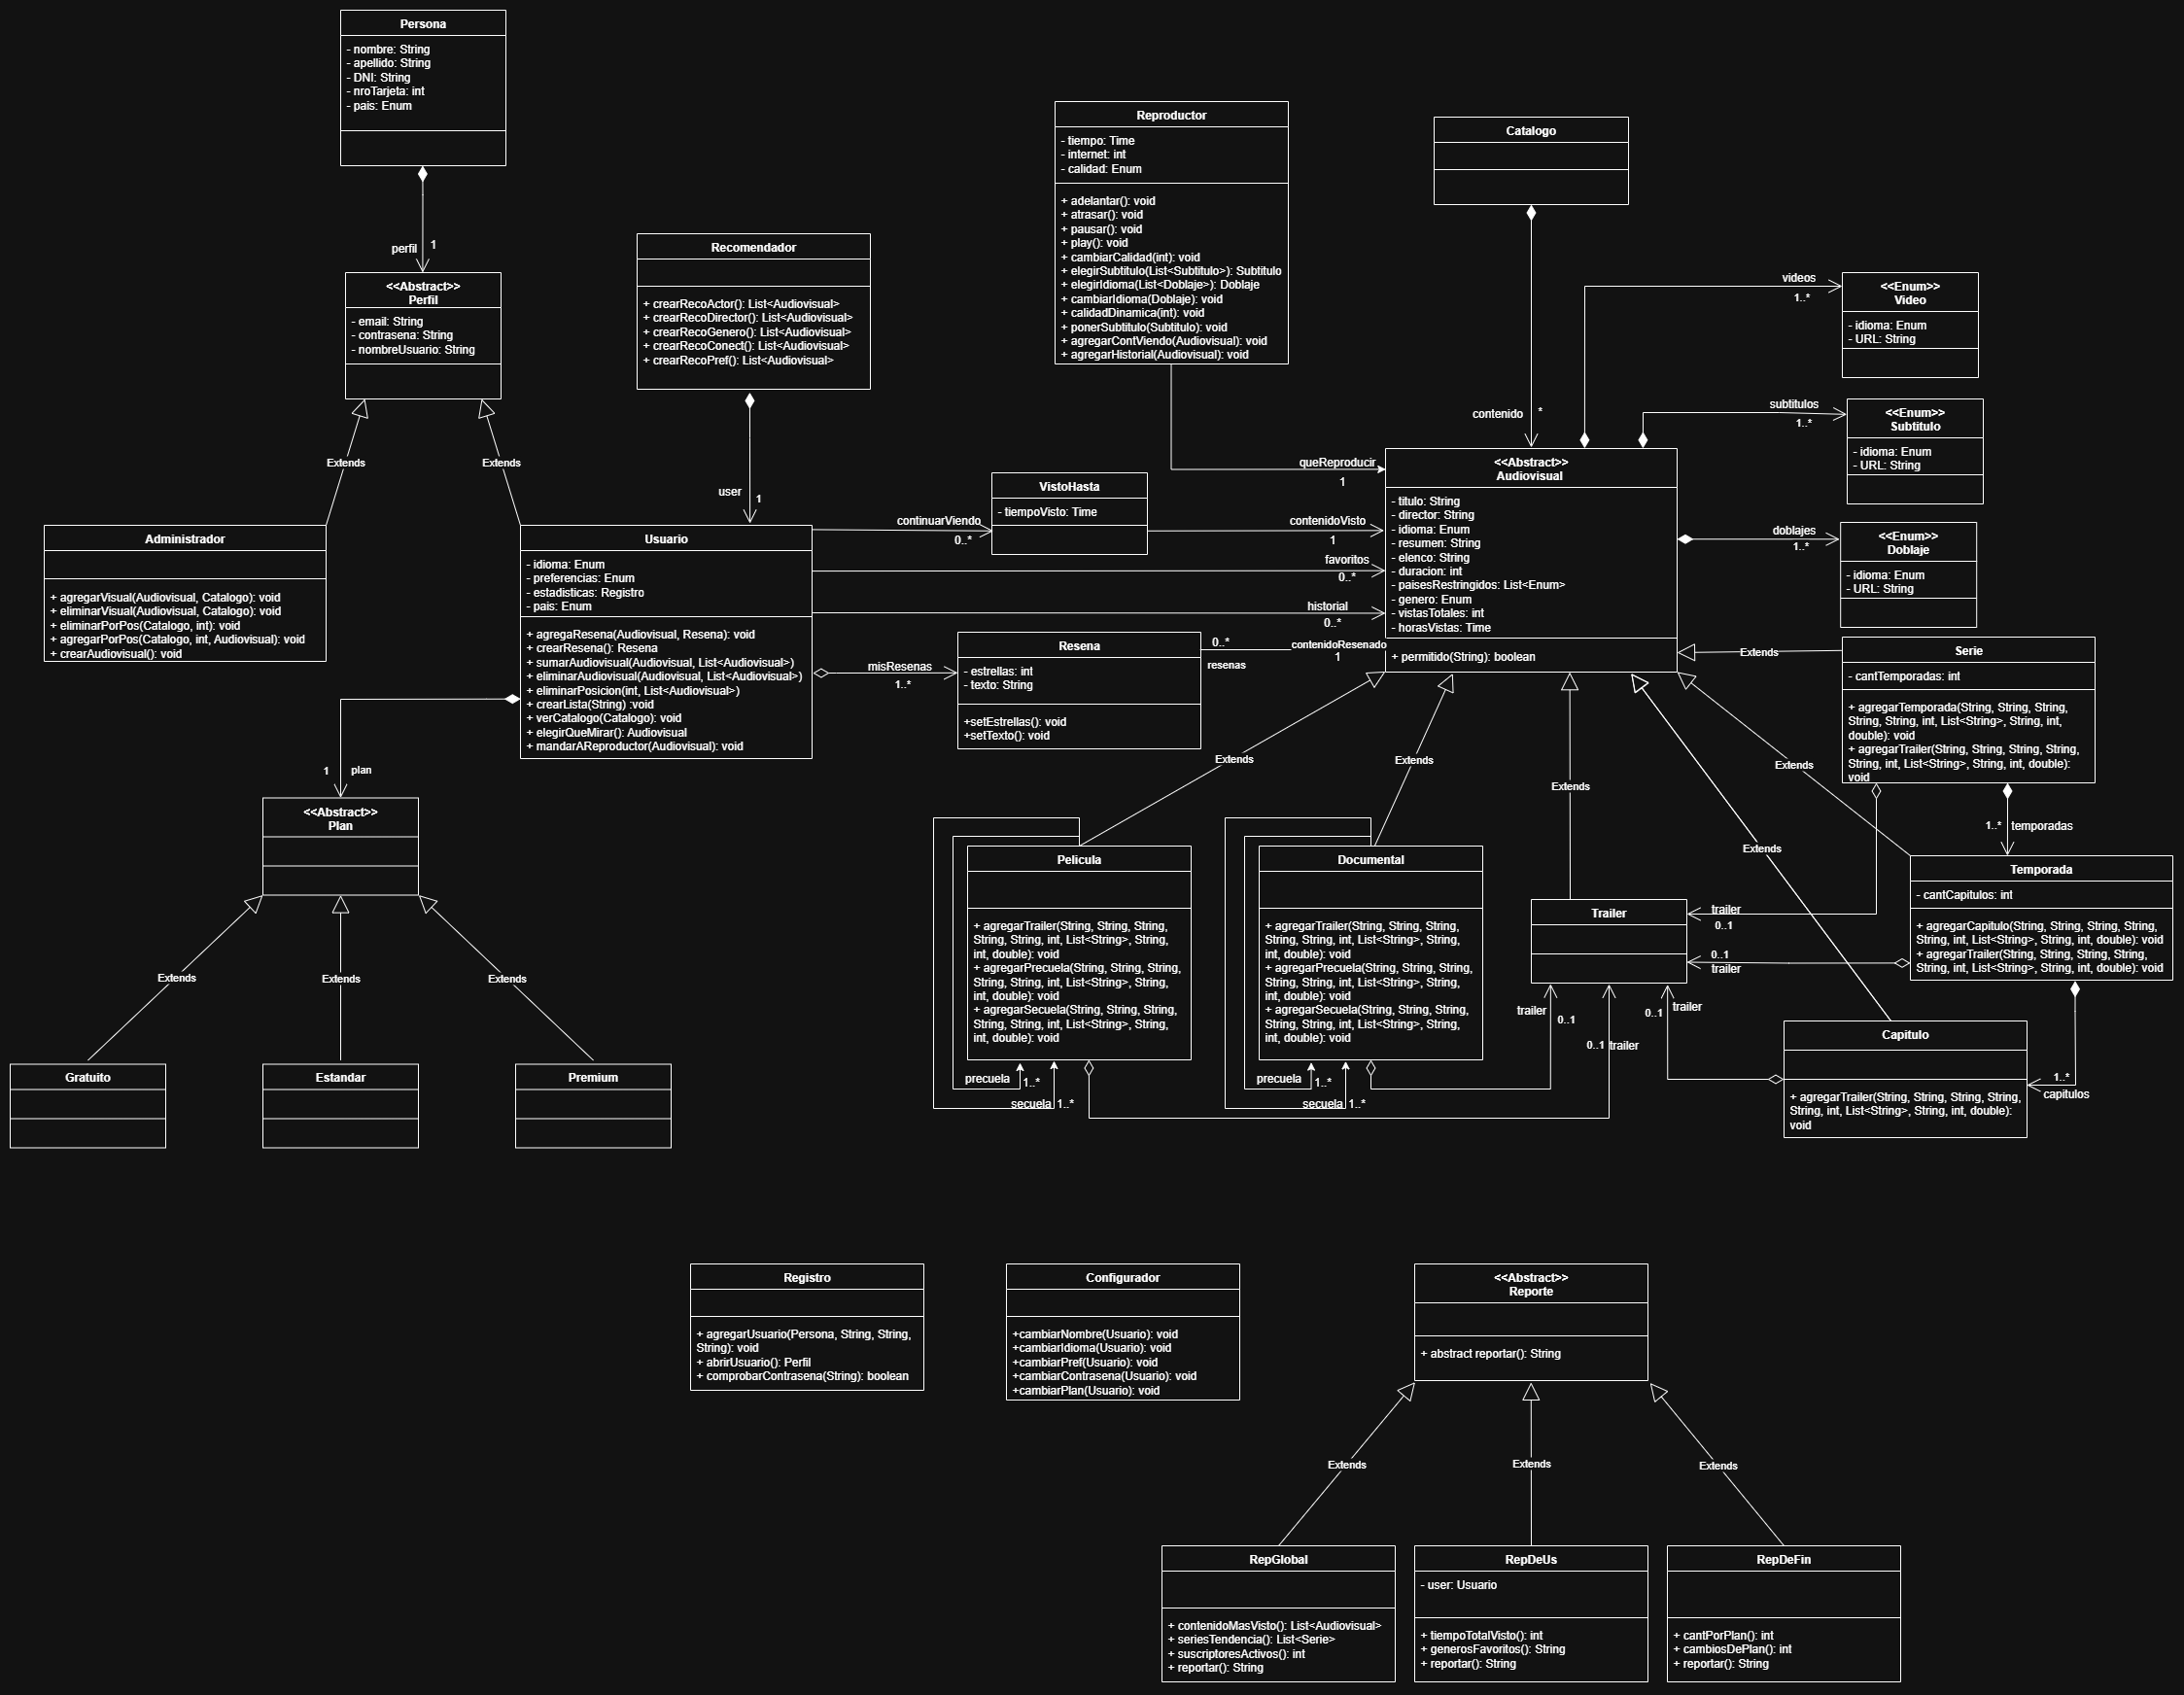 Persona
- nombre: String
- apellido: String
- DNI: String
- nroTarjeta: int
- pais: Enum
perfil
1
<<Abstract>>
Perfil
- email: String
- contrasena: String
- nombreUsuario: String
Extends
Extends
Administrador
+ agregarVisual(Audiovisual, Catalogo): void
+ eliminarVisual(Audiovisual, Catalogo): void
+ eliminarPorPos(Catalogo, int): void
+ agregarPorPos(Catalogo, int, Audiovisual): void
+ crearAudiovisual(): void
Recomendador
+ crearRecoActor(): List<Audiovisual>
+ crearRecoDirector(): List<Audiovisual>
+ crearRecoGenero(): List<Audiovisual>
+ crearRecoConect(): List<Audiovisual>
+ crearRecoPref(): List<Audiovisual>
user
1
Usuario
- idioma: Enum
- preferencias: Enum
- estadisticas: Registro
- pais: Enum
+ agregaResena(Audiovisual, Resena): void
+ crearResena(): Resena
+ sumarAudiovisual(Audiovisual, List<Audiovisual>)
+ eliminarAudiovisual(Audiovisual, List<Audiovisual>)
+ eliminarPosicion(int, List<Audiovisual>)
+ crearLista(String) :void
+ verCatalogo(Catalogo): void
+ elegirQueMirar(): Audiovisual
+ mandarAReproductor(Audiovisual): void
1
plan
<<Abstract>>
Plan
Extends
Extends
Extends
Gratuito
Estandar
Premium
Reproductor
- tiempo: Time
- internet: int
- calidad: Enum
+ adelantar(): void
+ atrasar(): void
+ pausar(): void
+ play(): void
+ cambiarCalidad(int): void
+ elegirSubtitulo(List<Subtitulo>): Subtitulo
+ elegirIdioma(List<Doblaje>): Doblaje
+ cambiarIdioma(Doblaje): void
+ calidadDinamica(int): void
+ ponerSubtitulo(Subtitulo): void
+ agregarContViendo(Audiovisual): void
+ agregarHistorial(Audiovisual): void
queReproducir
1
Catalogo
contenido
*
continuarViendo
0..*
VistoHasta
- tiempoVisto: Time
contenidoVisto
1
favoritos
0..*
historial
0..*
misResenas
1..*
Resena
- estrellas: int
- texto: String
+setEstrellas(): void
+setTexto(): void
0..*
resenas
contenidoResenado
1
<<Abstract>>
Audiovisual
- titulo: String
- director: String
- idioma: Enum
- resumen: String
- elenco: String
- duracion: int
- paisesRestringidos: List<Enum>
- genero: Enum
- vistasTotales: int
- horasVistas: Time
+ permitido(String): boolean
videos
1..*
<<Enum>>
Video
- idioma: Enum
- URL: String
subtitulos
1..*
<<Enum>>
Subtitulo
- idioma: Enum
- URL: String
doblajes
1..*
<<Enum>>
Doblaje
- idioma: Enum
- URL: String
Extends
Serie
- cantTemporadas: int
+ agregarTemporada(String, String, String,
String, String, int, List<String>, String, int,
double): void
+ agregarTrailer(String, String, String, String,
String, int, List<String>, String, int, double):
void
Extends
Extends
Extends
Extends
Extends
1..*
temporadas
Pelicula
+ agregarTrailer(String, String, String,
String, String, int, List<String>, String,
int, double): void
+ agregarPrecuela(String, String, String,
String, String, int, List<String>, String,
int, double): void
+ agregarSecuela(String, String, String,
String, String, int, List<String>, String,
int, double): void
precuela
1..*
secuela
1..*
Documental
+ agregarTrailer(String, String, String,
String, String, int, List<String>, String,
int, double): void
+ agregarPrecuela(String, String, String,
String, String, int, List<String>, String,
int, double): void
+ agregarSecuela(String, String, String,
String, String, int, List<String>, String,
int, double): void
precuela
1..*
secuela
1..*
Trailer
trailer
0..1
0..1
trailer
trailer
0..1
0..1
trailer
0..1
trailer
Temporada
- cantCapitulos: int
+ agregarCapitulo(String, String, String, String,
String, int, List<String>, String, int, double): void
+ agregarTrailer(String, String, String, String,
String, int, List<String>, String, int, double): void
Capitulo
+ agregarTrailer(String, String, String, String,
String, int, List<String>, String, int, double):
void
1..*
capitulos
Registro
+ agregarUsuario(Persona, String, String,
String): void
+ abrirUsuario(): Perfil
+ comprobarContrasena(String): boolean
Configurador
+cambiarNombre(Usuario): void
+cambiarIdioma(Usuario): void
+cambiarPref(Usuario): void
+cambiarContrasena(Usuario): void
+cambiarPlan(Usuario): void
<<Abstract>>
Reporte
+ abstract reportar(): String
Extends
Extends
Extends
RepGlobal
+ contenidoMasVisto(): List<Audiovisual>
+ seriesTendencia(): List<Serie>
+ suscriptoresActivos(): int
+ reportar(): String
RepDeUs
- user: Usuario
+ tiempoTotalVisto(): int
+ generosFavoritos(): String
+ reportar(): String
RepDeFin
+ cantPorPlan(): int
+ cambiosDePlan(): int
+ reportar(): String